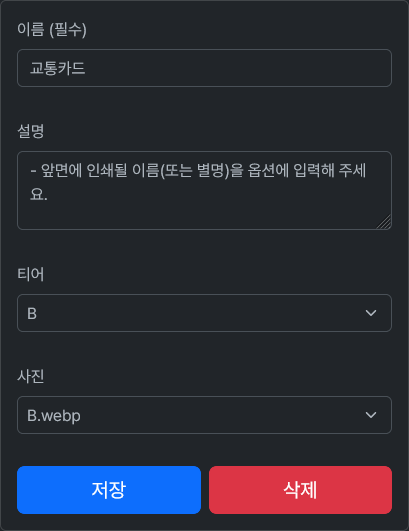 이름 (필수)
교통카드
설명
- 앞면에 인쇄될 이름(또는 별명)을 옵션에 입력해 주세
요.
티어
B
사진
B.webp
저장
삭제